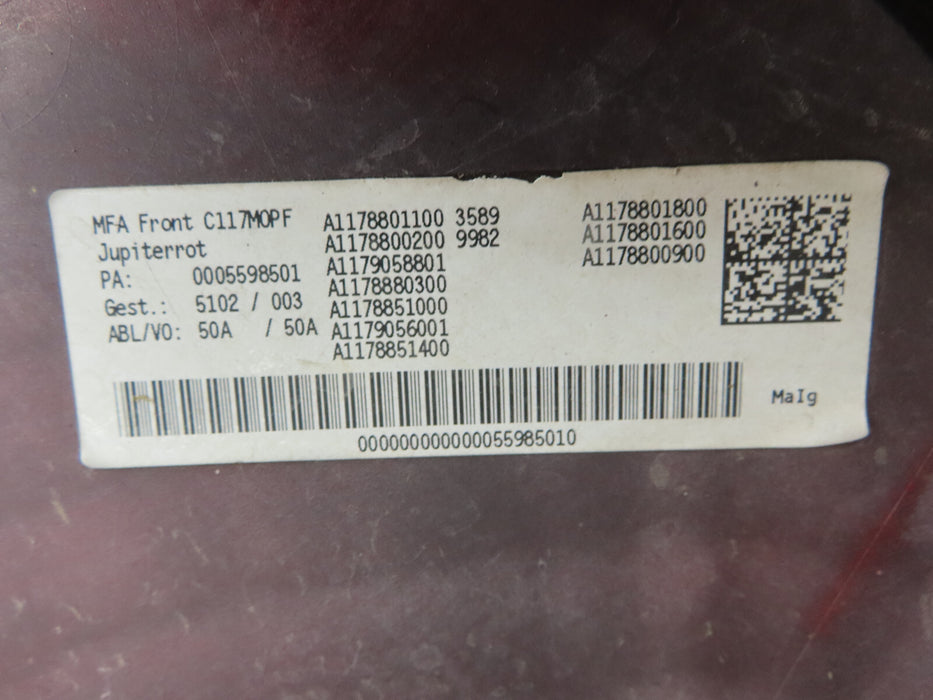 MFA Front C117MOPF
Jupiterrot
PA: 0005598501
Gest.: 5102 / 003
ABL/VO: 50A / 50A
A1178801100 3589
A1178800200 9982
A1179058801
A1178880300
A1178851000
A1179056001
A1178851400
A1178801800
A1178801600
A1178800900
MaIg
000000000000055985010